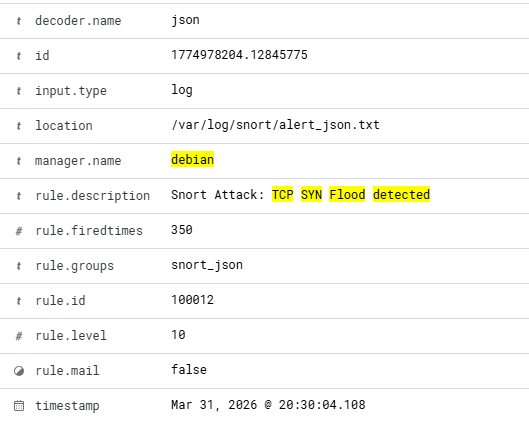 t decoder.name json
t id 1774978204.12845775
t input.type log
t location /var/log/snort/alert_json.txt
t manager.name debian
t rule.description Snort Attack: TCP SYN Flood detected
# rule.firedtimes 350
t rule.groups snort_json
t rule.id 100012
# rule.level 10
rule.mail false
timestamp Mar 31, 2026 @ 20:30:04.108